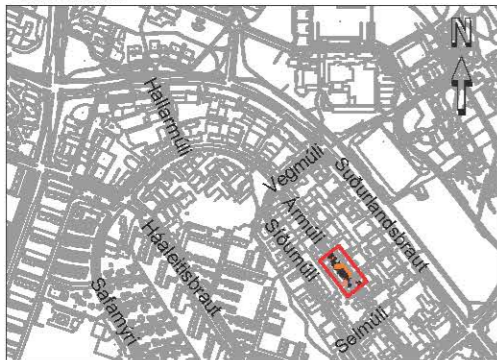 N
Hallarmúli
Vegmúli
Suðurlandsbraut
Ármúli
Síðumúli
Háaleitisbraut
Safamýri
Selmúli